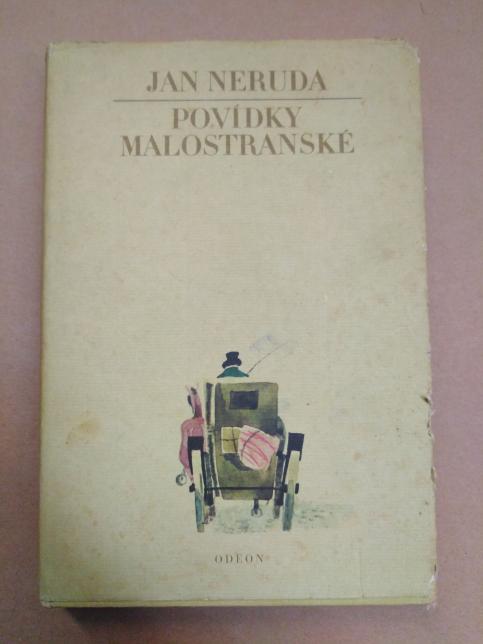 JAN NERUDA
POVÍDKY
MALOSTRANSKÉ
ODEON